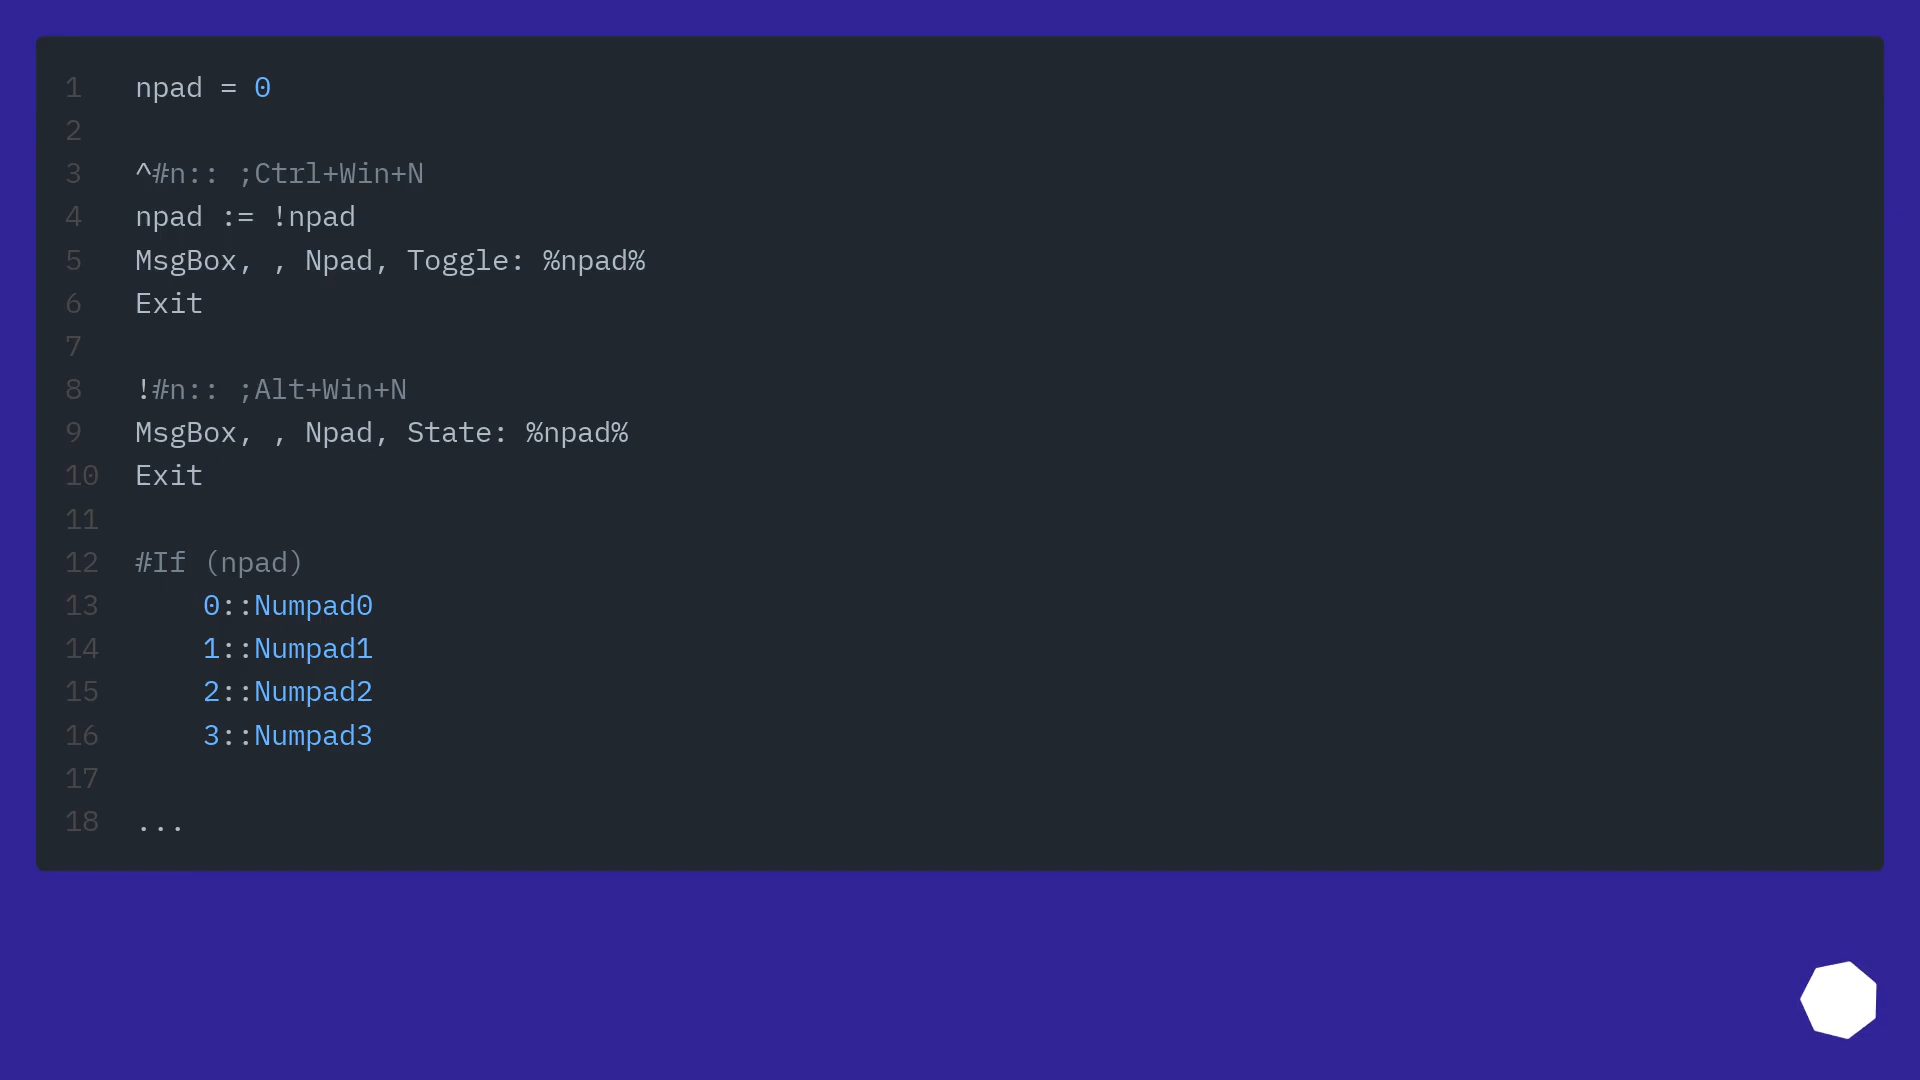 1 npad = 0
2
3 ^#n:: ;Ctrl+Win+N
4 npad := !npad
5 MsgBox, , Npad, Toggle: %npad%
6 Exit
7
8 !#n:: ;Alt+Win+N
9 MsgBox, , Npad, State: %npad%
10 Exit
11
12 #If (npad)
13     0::Numpad0
14     1::Numpad1
15     2::Numpad2
16     3::Numpad3
17
18 ...